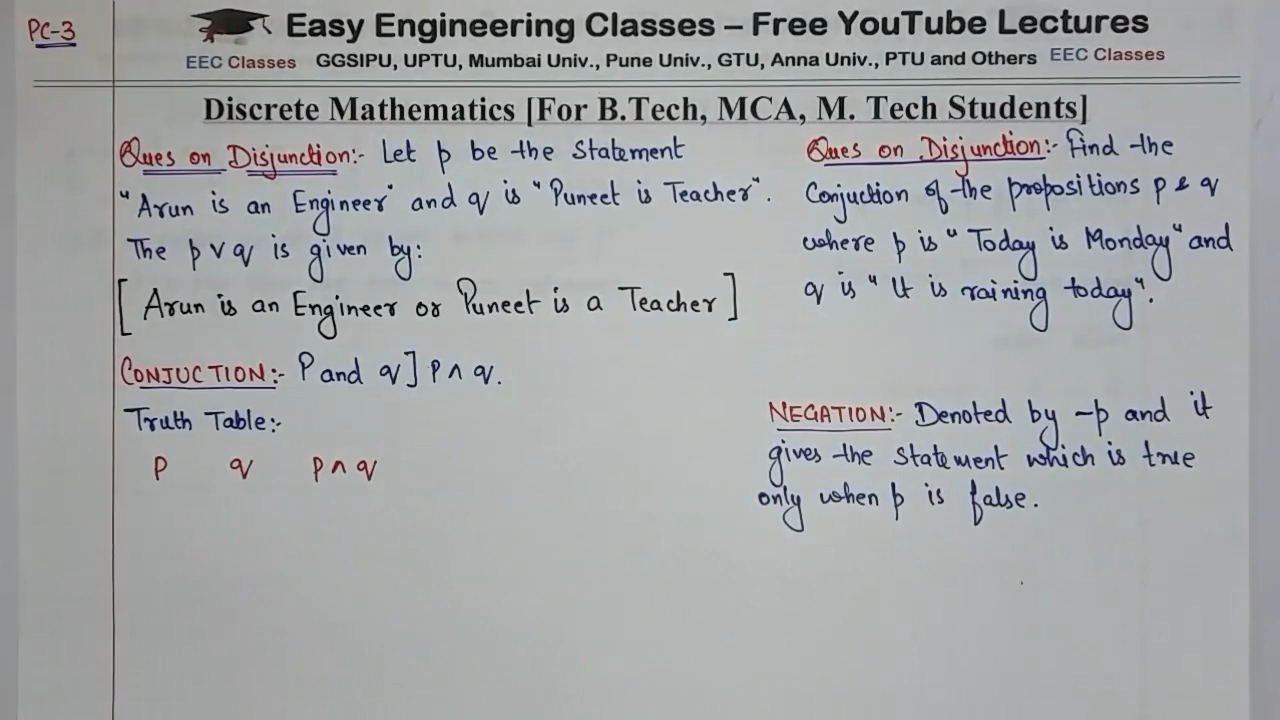 PC-3
Easy Engineering Classes – Free YouTube Lectures
EEC Classes GGSIPU, UPTU, Mumbai Univ., Pune Univ., GTU, Anna Univ., PTU and Others EEC Classes
Discrete Mathematics [For B.Tech, MCA, M. Tech Students]
Ques on Disjunction:- Let p be the Statement
"Arun is an Engineer" and q is "Puneet is Teacher".
The p ∨ q is given by:
[Arun is an Engineer or Puneet is a Teacher]
CONJUCTION:- P and q] p ∧ q.
Truth Table:-
P q p ∧ q
Ques on Disjunction:- Find the
Conjuction of the propositions p & q
where p is "Today is Monday" and
q is "It is raining today".
NEGATION:- Denoted by -p and it
gives the statement which is true
only when p is false.